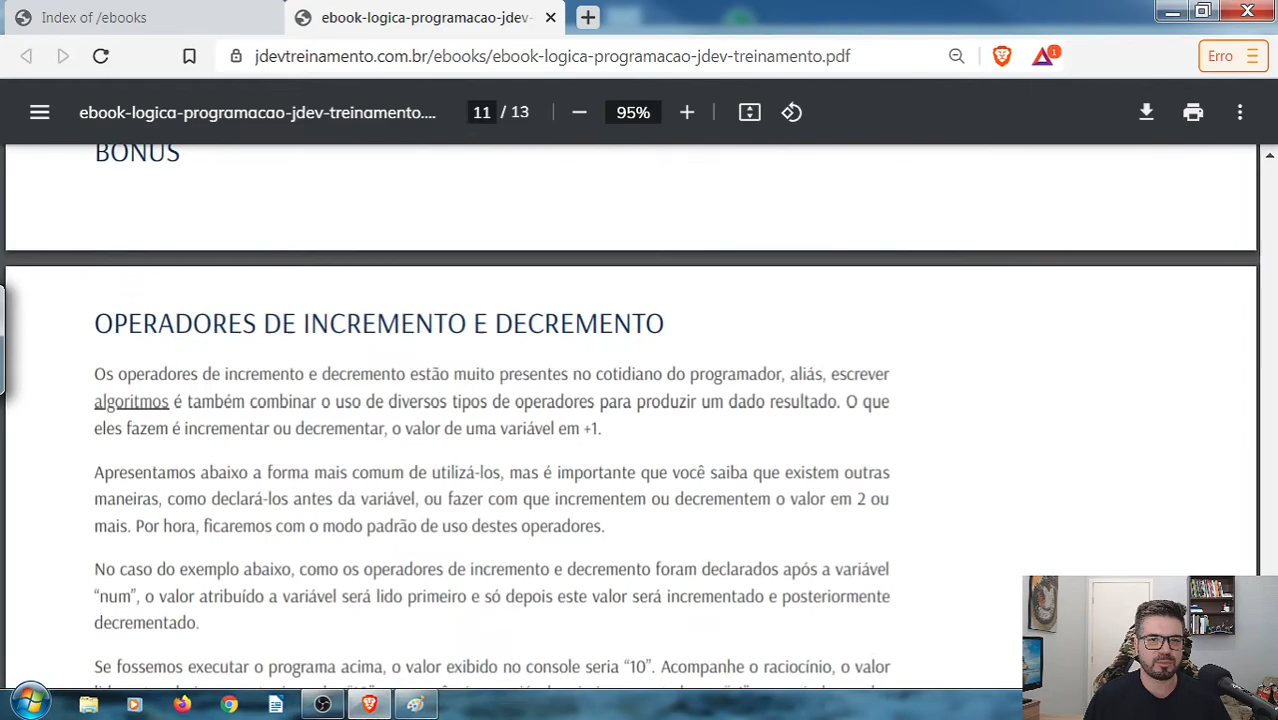 Index of /ebooks
ebook-logica-programacao-jdev-
jdevtreinamento.com.br/ebooks/ebook-logica-programacao-jdev-treinamento.pdf
1
Erro
ebook-logica-programacao-jdev-treinamento....
11 / 13
95%
BÔNUS
OPERADORES DE INCREMENTO E DECREMENTO
Os operadores de incremento e decremento estão muito presentes no cotidiano do programador, aliás, escrever
algoritmos é também combinar o uso de diversos tipos de operadores para produzir um dado resultado. O que
eles fazem é incrementar ou decrementar, o valor de uma variável em +1.
Apresentamos abaixo a forma mais comum de utilizá-los, mas é importante que você saiba que existem outras
maneiras, como declará-los antes da variável, ou fazer com que incrementem ou decrementem o valor em 2 ou
mais. Por hora, ficaremos com o modo padrão de uso destes operadores.
No caso do exemplo abaixo, como os operadores de incremento e decremento foram declarados após a variável
“num”, o valor atribuído a variável será lido primeiro e só depois este valor será incrementado e posteriormente
decrementado.
Se fossemos executar o programa acima, o valor exibido no console seria “10”. Acompanhe o raciocínio, o valor